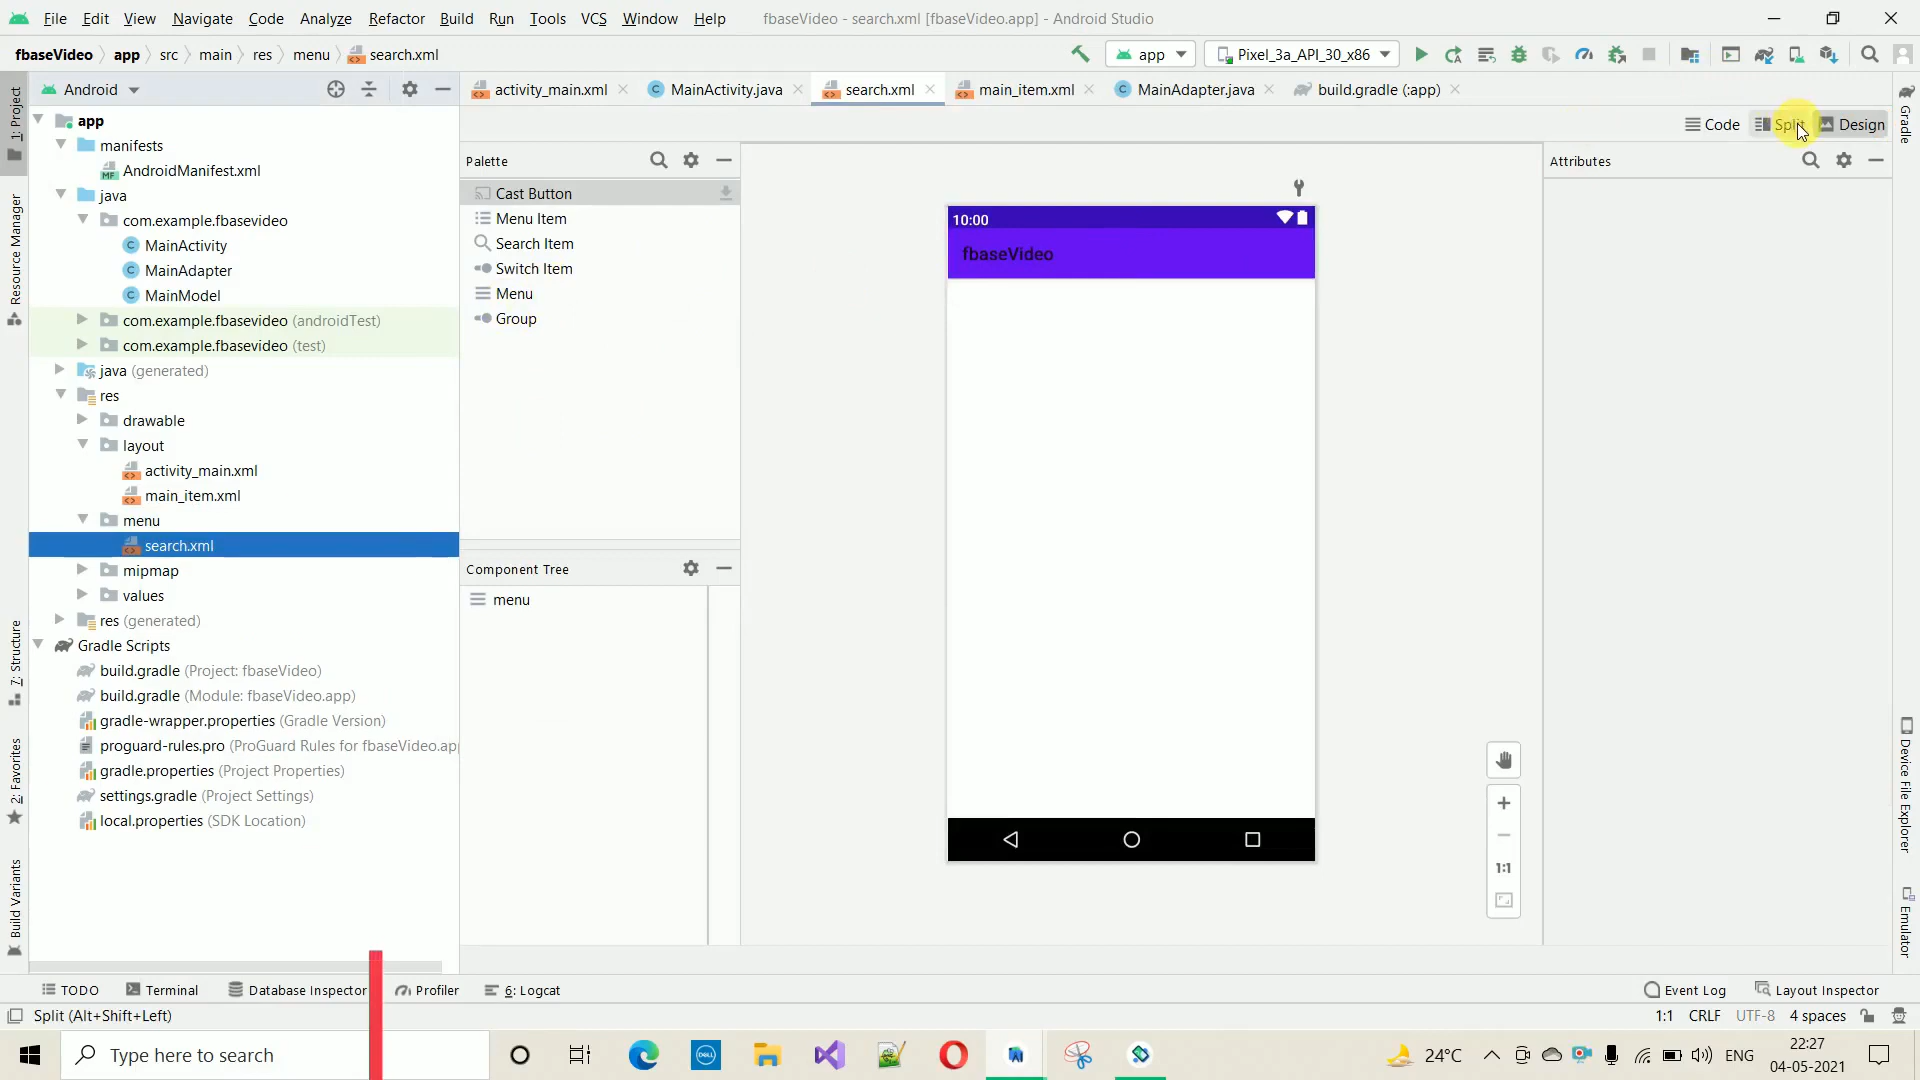 File Edit View Navigate Code Analyze Refactor Build Run Tools VCS Window Help fbaseVideo - search.xml [fbaseVideo.app] - Android Studio
fbaseVideo app src main res menu search.xml app Pixel_3a_API_30_x86
Android activity_main.xml MainActivity.java search.xml main_item.xml MainAdapter.java build.gradle (:app)
Code Split Design
1: Project
Resource Manager
7: Structure
2: Favorites
Build Variants
app
manifests
AndroidManifest.xml
java
com.example.fbasevideo
MainActivity
MainAdapter
MainModel
com.example.fbasevideo (androidTest)
com.example.fbasevideo (test)
java (generated)
res
drawable
layout
activity_main.xml
main_item.xml
menu
search.xml
mipmap
values
res (generated)
Gradle Scripts
build.gradle (Project: fbaseVideo)
build.gradle (Module: fbaseVideo.app)
gradle-wrapper.properties (Gradle Version)
proguard-rules.pro (ProGuard Rules for fbaseVideo.app
gradle.properties (Project Properties)
settings.gradle (Project Settings)
local.properties (SDK Location)
Palette
Cast Button
Menu Item
Search Item
Switch Item
Menu
Group
Component Tree
menu
10:00
fbaseVideo
1:1
Attributes
Gradle
Device File Explorer
Emulator
TODO Terminal Database Inspector Profiler 6: Logcat Event Log Layout Inspector
Split (Alt+Shift+Left) 1:1 CRLF UTF-8 4 spaces
Type here to search DELL 24°C ENG 22:27
04-05-2021